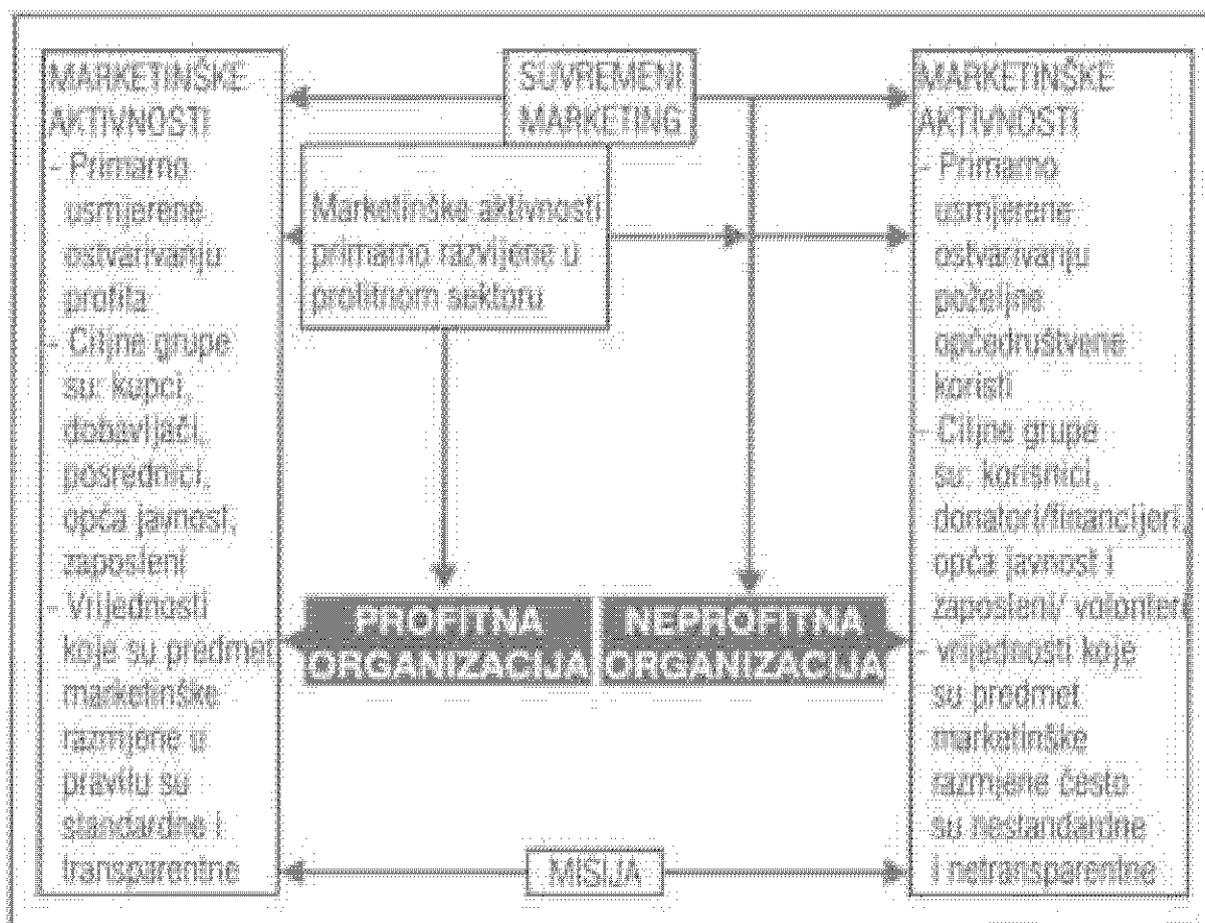 MARKETINŠKE
AKTIVNOSTI
- Primarno
usmjerene
ostvarivanju
profita
- Ciljne grupe
su: kupci,
dobavljači,
posrednici,
opća javnost,
zaposleni
- Vrijednosti
koje su predmet
marketinške
razmjene u
pravilu su
standardne i
transparentne
SUVREMENI
MARKETING
Marketinške aktivnosti
primarno razvijene u
profitnom sektoru
PROFITNA
ORGANIZACIJA
NEPROFITNA
ORGANIZACIJA
MISIJA
MARKETINŠKE
AKTIVNOSTI
- Primarno
usmjerene
ostvarivanju
poželjne
općedruštvene
koristi
- Ciljne grupe
su: korisnici,
donatori/financijeri,
opća javnost i
zaposleni/ volonteri
- vrijednosti koje
su predmet
marketinške
razmjene često
su nestandardne
i netransparentne